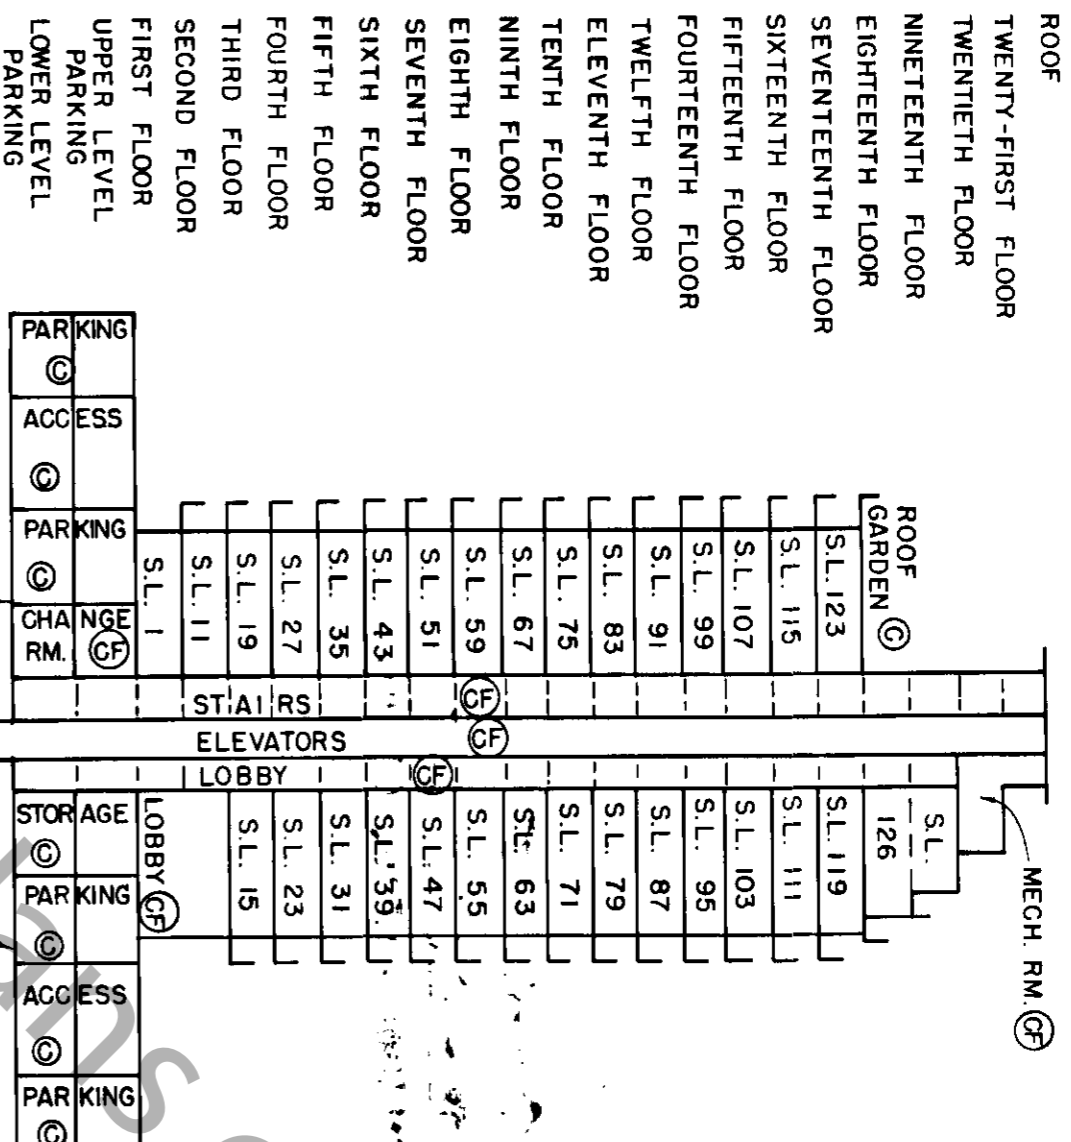 ROOF
TWENTY-FIRST FLOOR
TWENTIETH FLOOR
NINETEENTH FLOOR
EIGHTEENTH FLOOR
SEVENTEENTH FLOOR
SIXTEENTH FLOOR
FIFTEENTH FLOOR
FOURTEENTH FLOOR
TWELFTH FLOOR
ELEVENTH FLOOR
TENTH FLOOR
NINTH FLOOR
EIGHTH FLOOR
SEVENTH FLOOR
SIXTH FLOOR
FIFTH FLOOR
FOURTH FLOOR
THIRD FLOOR
SECOND FLOOR
FIRST FLOOR
UPPER LEVEL
PARKING
LOWER LEVEL
PARKING
PARKING
C
ACCESS
C
PARKING
C
CHANGE
RM. CF
ROOF
GARDEN C
S.L. 123
S.L. 115
S.L. 107
S.L. 99
S.L. 91
S.L. 83
S.L. 75
S.L. 67
S.L. 59
S.L. 51
S.L. 43
S.L. 35
S.L. 27
S.L. 19
S.L. 11
S.L. 1
STAIRS CF
ELEVATORS CF
LOBBY CF
MECH. RM. CF
S.L.
126
S.L. 119
S.L. 111
S.L. 103
S.L. 95
S.L. 87
S.L. 79
S.L. 71
S.L. 63
S.L. 55
S.L. 47
S.L. 39
S.L. 31
S.L. 23
S.L. 15
LOBBY CF
STORAGE
C
PARKING
C
ACCESS
C
PARKING
C